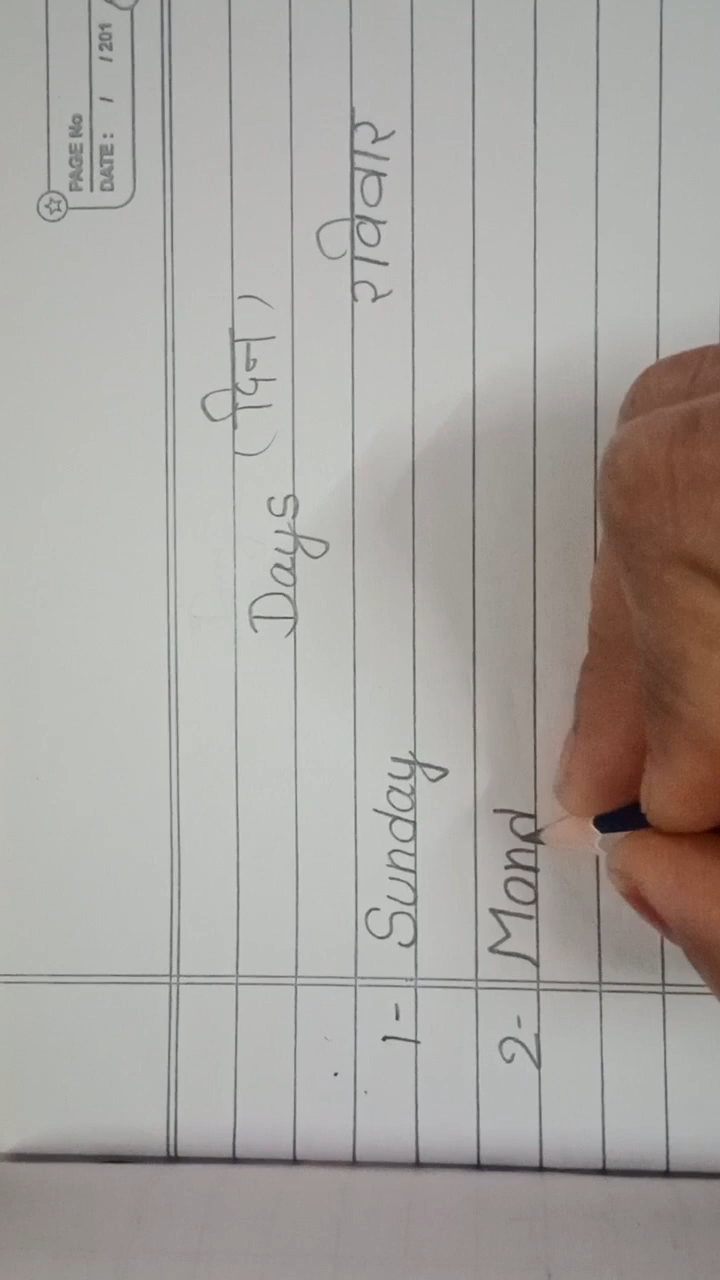 PAGE No
DATE: / /201
Days (दिन)
1- Sunday रविवार
2- Mond